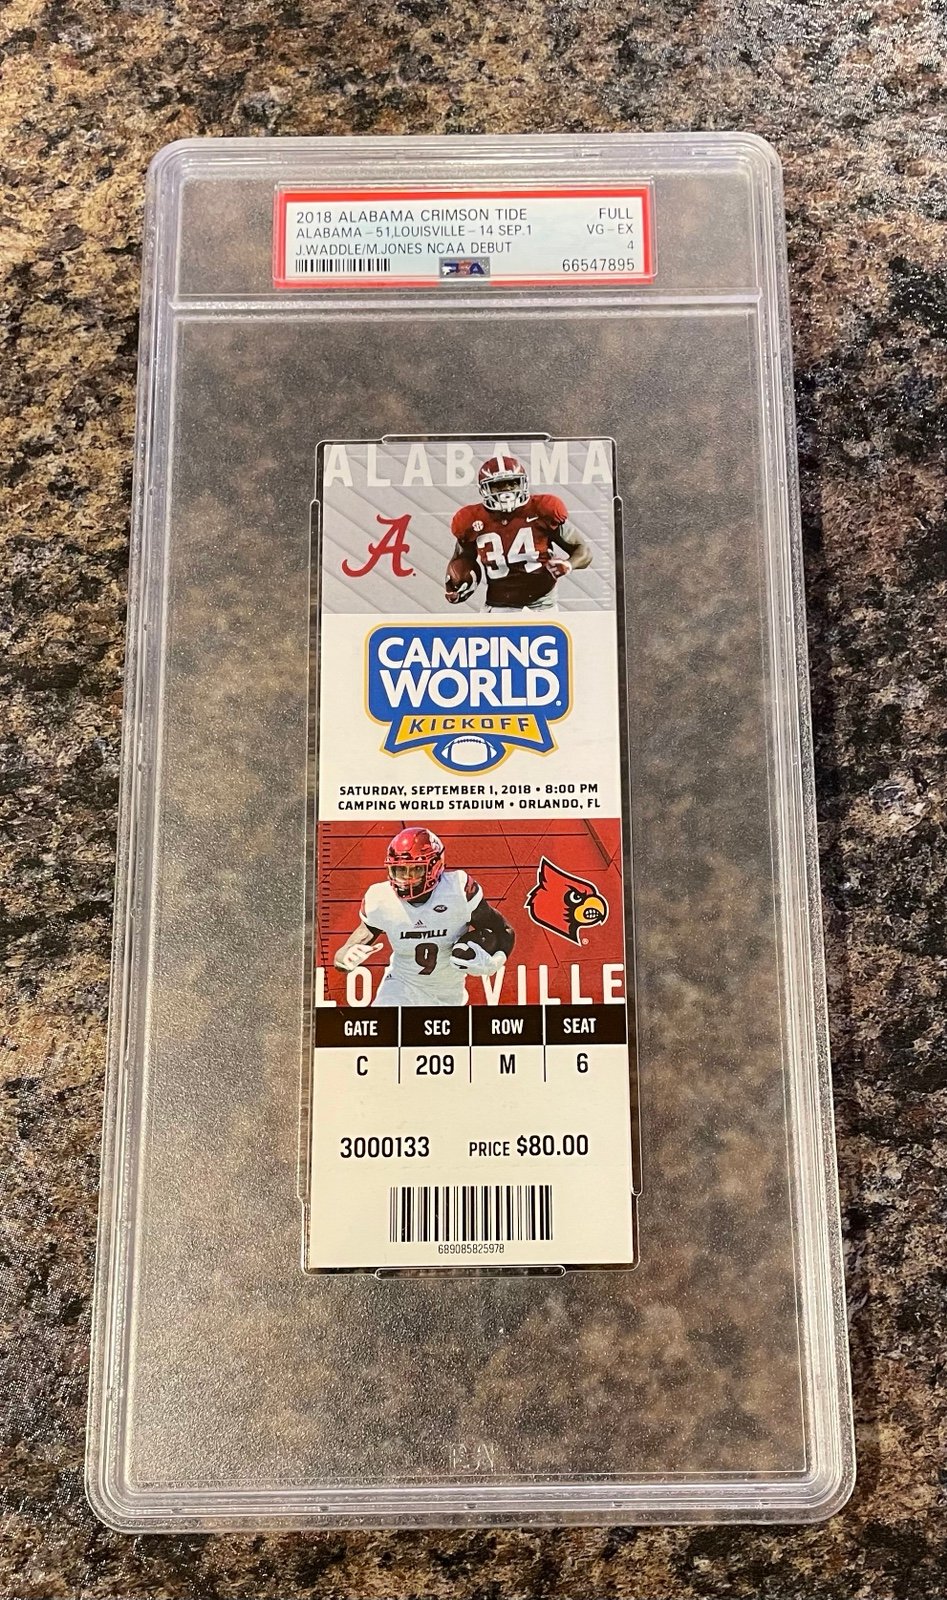 2018 ALABAMA CRIMSON TIDE FULL
ALABAMA-51,LOUISVILLE-14 SEP.1 VG-EX
J.WADDLE/M.JONES NCAA DEBUT 4
PSA 66547895
ALABAMA
A
34
CAMPING
WORLD®
KICKOFF
SATURDAY, SEPTEMBER 1, 2018 • 8:00 PM
CAMPING WORLD STADIUM • ORLANDO, FL
LOUISVILLE
9
LOUISVILLE
GATE SEC ROW SEAT
C 209 M 6
3000133 PRICE $80.00
689085825978